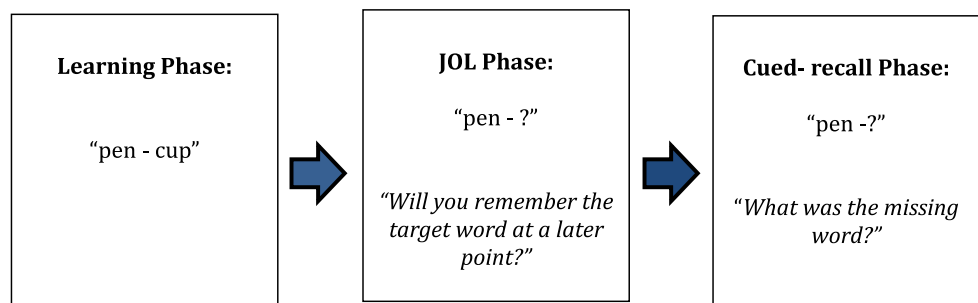 Learning Phase:
“pen - cup”
JOL Phase:
“pen - ?”
“Will you remember the
target word at a later
point?”
Cued- recall Phase:
“pen -?”
“What was the missing
word?”